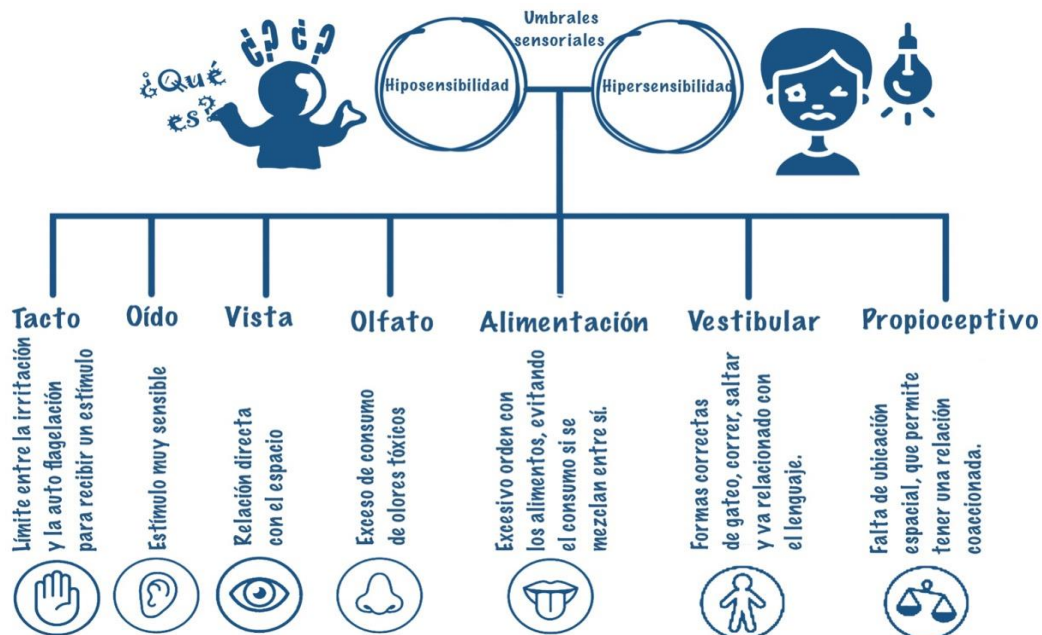 ¿Qué
es?
¿? ¿?
Umbrales
sensoriales
Hiposensibilidad
Hipersensibilidad
Tacto
Límite entre la irritación
y la auto flagelación
para recibir un estímulo
Oído
Estímulo muy sensible
Vista
Relación directa
con el espacio
Olfato
Exceso de consumo
de olores tóxicos
Alimentación
Excesivo orden con
los alimentos, evitando
el consumo si se
mezclan entre sí.
Vestibular
Formas correctas
de gateo, correr, saltar
y va relacionado con
el lenguaje.
Propioceptivo
Falta de ubicación
espacial, que permite
tener una relación
coaccionada.